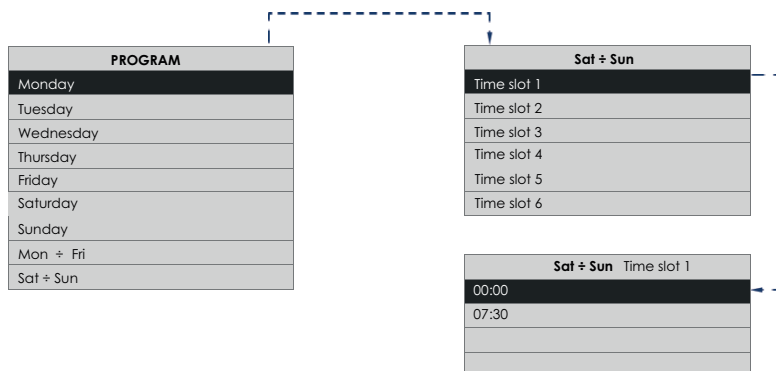 PROGRAM
Monday
Tuesday
Wednesday
Thursday
Friday
Saturday
Sunday
Mon ÷ Fri
Sat ÷ Sun
Sat ÷ Sun
Time slot 1
Time slot 2
Time slot 3
Time slot 4
Time slot 5
Time slot 6
Sat ÷ Sun Time slot 1
00:00
07:30